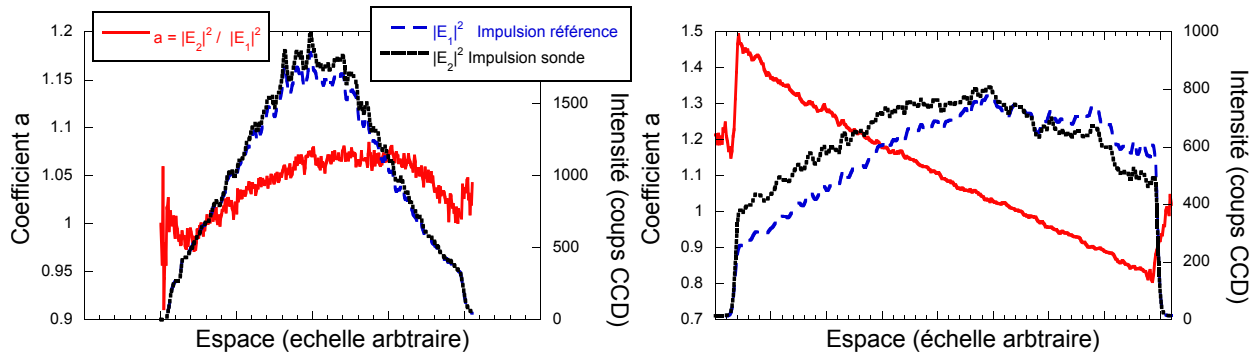 a = |E2|2 / |E1|2
|E1|2 Impulsion référence
|E2|2 Impulsion sonde
Coefficient a
1.2
1.15
1.1
1.05
1
0.95
0.9
1500
1000
500
0
Intensité (coups CCD)
Espace (echelle arbtraire)
Coefficient a
1.5
1.4
1.3
1.2
1.1
1
0.9
0.8
0.7
1000
800
600
400
200
0
Intensité (coups CCD)
Espace (échelle arbitraire)